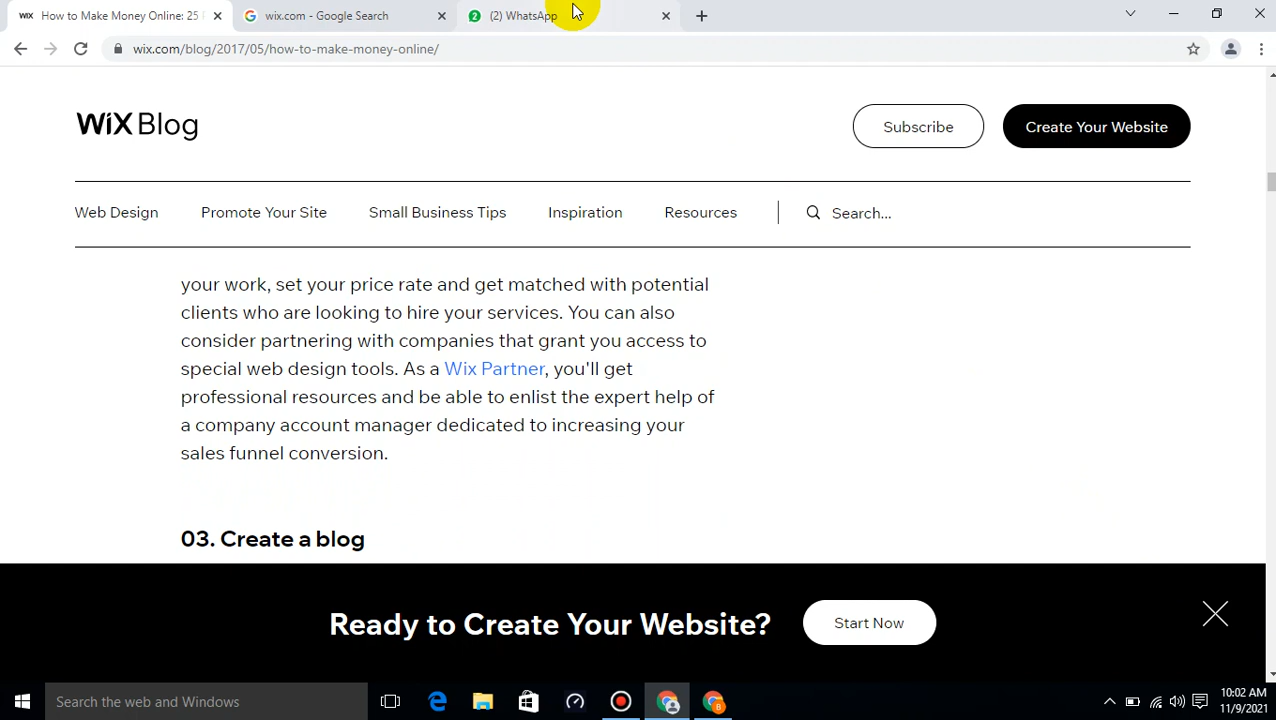 How to Make Money Online: 25
wix.com - Google Search
(2) WhatsApp
wix.com/blog/2017/05/how-to-make-money-online/
WiX Blog
Subscribe
Create Your Website
Web Design
Promote Your Site
Small Business Tips
Inspiration
Resources
Search...
your work, set your price rate and get matched with potential
clients who are looking to hire your services. You can also
consider partnering with companies that grant you access to
special web design tools. As a Wix Partner, you'll get
professional resources and be able to enlist the expert help of
a company account manager dedicated to increasing your
sales funnel conversion.
03. Create a blog
Ready to Create Your Website?
Start Now
Search the web and Windows
10:02 AM
11/9/2021